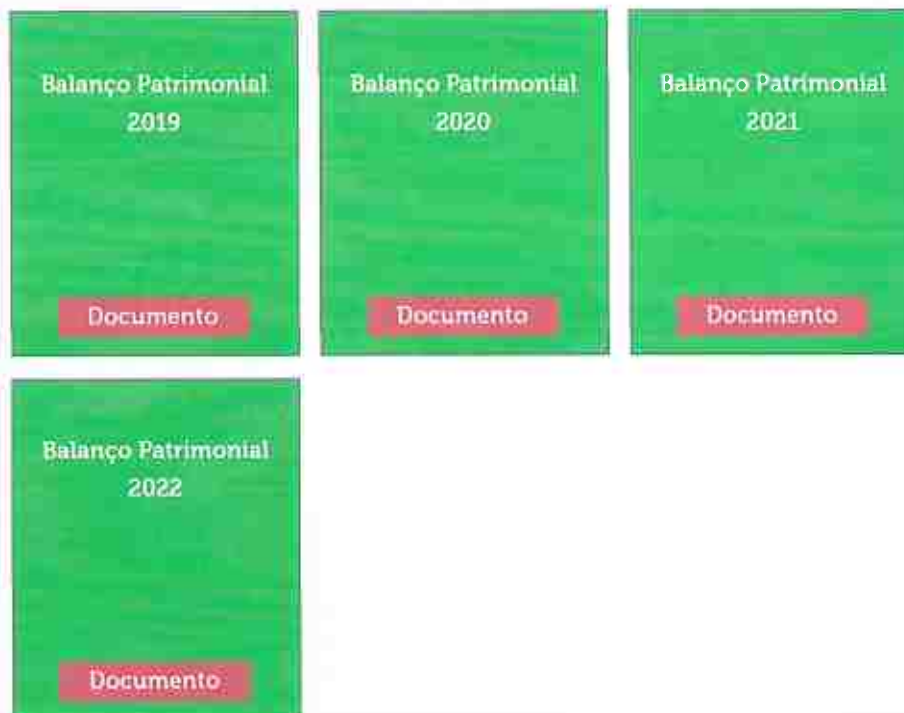 Balanço Patrimonial
2019
Documento
Balanço Patrimonial
2020
Documento
Balanço Patrimonial
2021
Documento
Balanço Patrimonial
2022
Documento